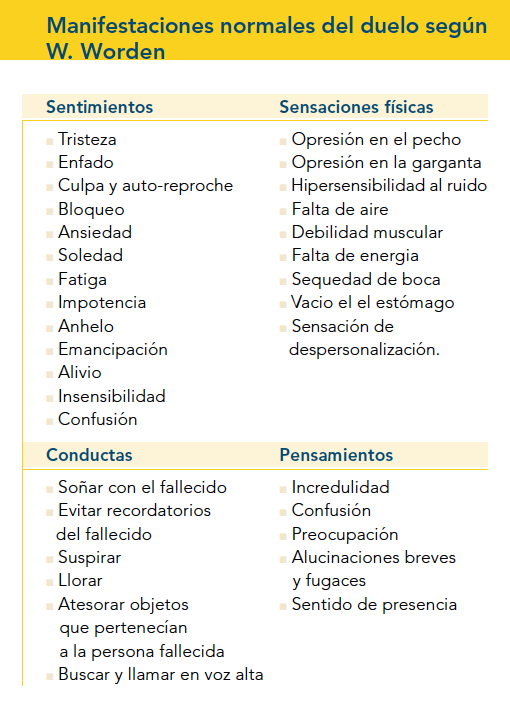 Manifestaciones normales del duelo según
W. Worden
Sentimientos
Tristeza
Enfado
Culpa y auto-reproche
Bloqueo
Ansiedad
Soledad
Fatiga
Impotencia
Anhelo
Emancipación
Alivio
Insensibilidad
Confusión
Sensaciones físicas
Opresión en el pecho
Opresión en la garganta
Hipersensibilidad al ruido
Falta de aire
Debilidad muscular
Falta de energia
Sequedad de boca
Vacio el el estómago
Sensación de
despersonalización.
Conductas
Soñar con el fallecido
Evitar recordatorios
del fallecido
Suspirar
Llorar
Atesorar objetos
que pertenecían
a la persona fallecida
Buscar y llamar en voz alta
Pensamientos
Incredulidad
Confusión
Preocupación
Alucinaciones breves
y fugaces
Sentido de presencia